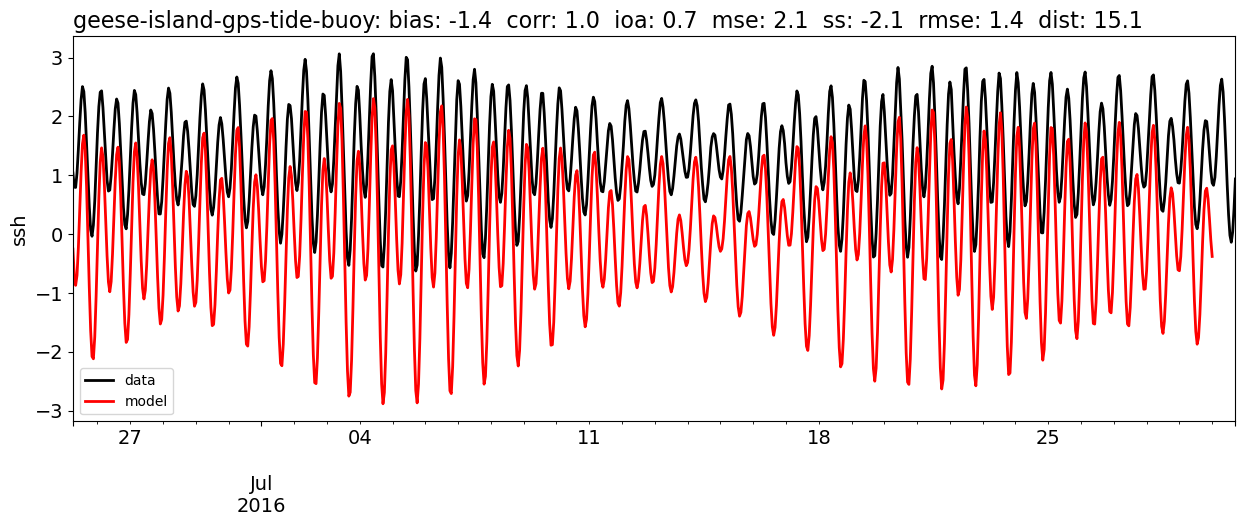 geese-island-gps-tide-buoy: bias: -1.4  corr: 1.0  ioa: 0.7  mse: 2.1  ss: -2.1  rmse: 1.4  dist: 15.1
3
2
1
0
−1
−2
−3
ssh
data
model
27 04 11 18 25
Jul
2016